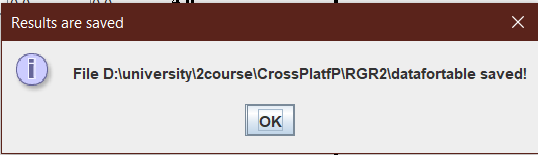 Results are saved
File D:\university\2course\CrossPlatfP\RGR2\datafortable saved!
OK